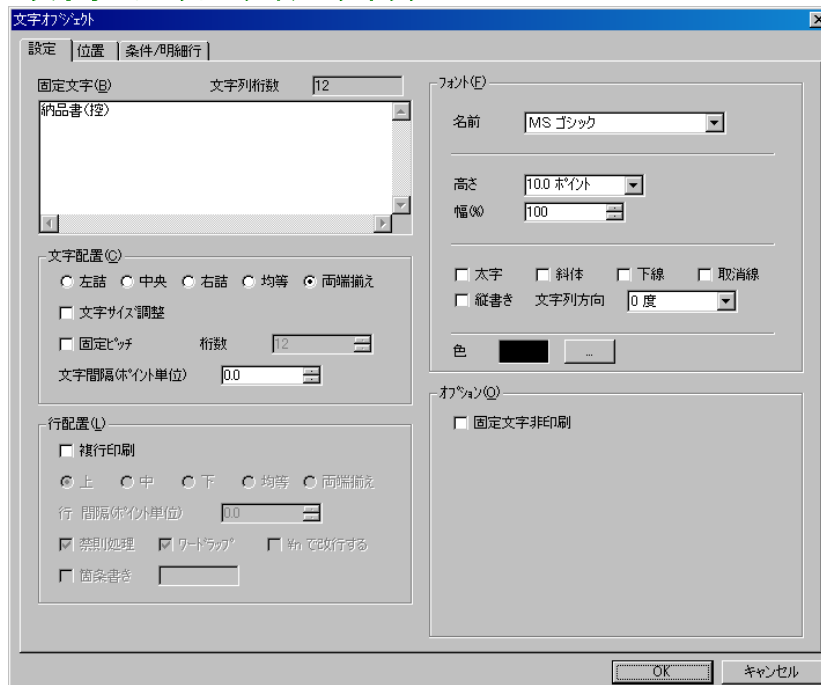 文字オブジェクト
設定 位置 条件/明細行
固定文字(B) 文字列桁数 12
納品書(控)
文字配置(C)
左詰 中央 右詰 均等 両端揃え
文字サイズ調整
固定ピッチ 桁数 12
文字間隔(ポイント単位) 0.0
行配置(L)
複行印刷
上 中 下 均等 両端揃え
行 間隔(ポイント単位) 0.0
禁則処理 ワードラップ ¥n で改行する
箇条書き
フォント(F)
名前 MS ゴシック
高さ 10.0 ポイント
幅(%) 100
太字 斜体 下線 取消線
縦書き 文字列方向 0 度
色 ...
オプション(O)
固定文字非印刷
OK キャンセル